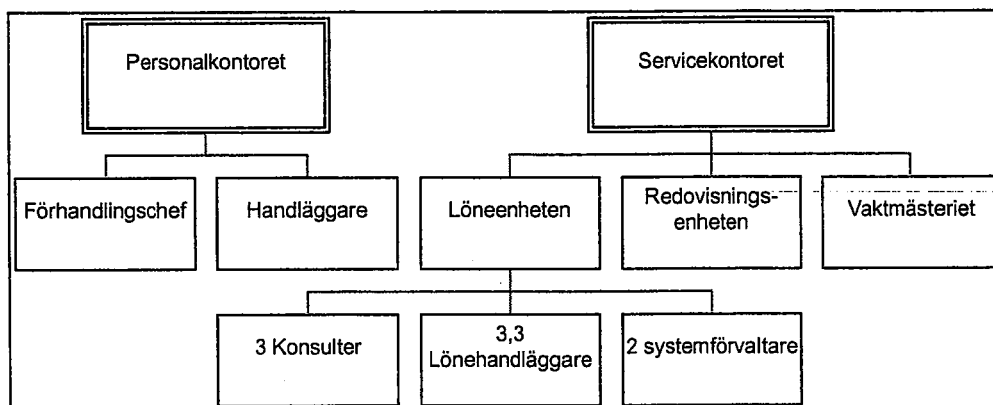 Personalkontoret
Servicekontoret
Förhandlingschef
Handläggare
Löneenheten
Redovisnings-
enheten
Vaktmästeriet
3 Konsulter
3,3
Lönehandläggare
2 systemförvaltare